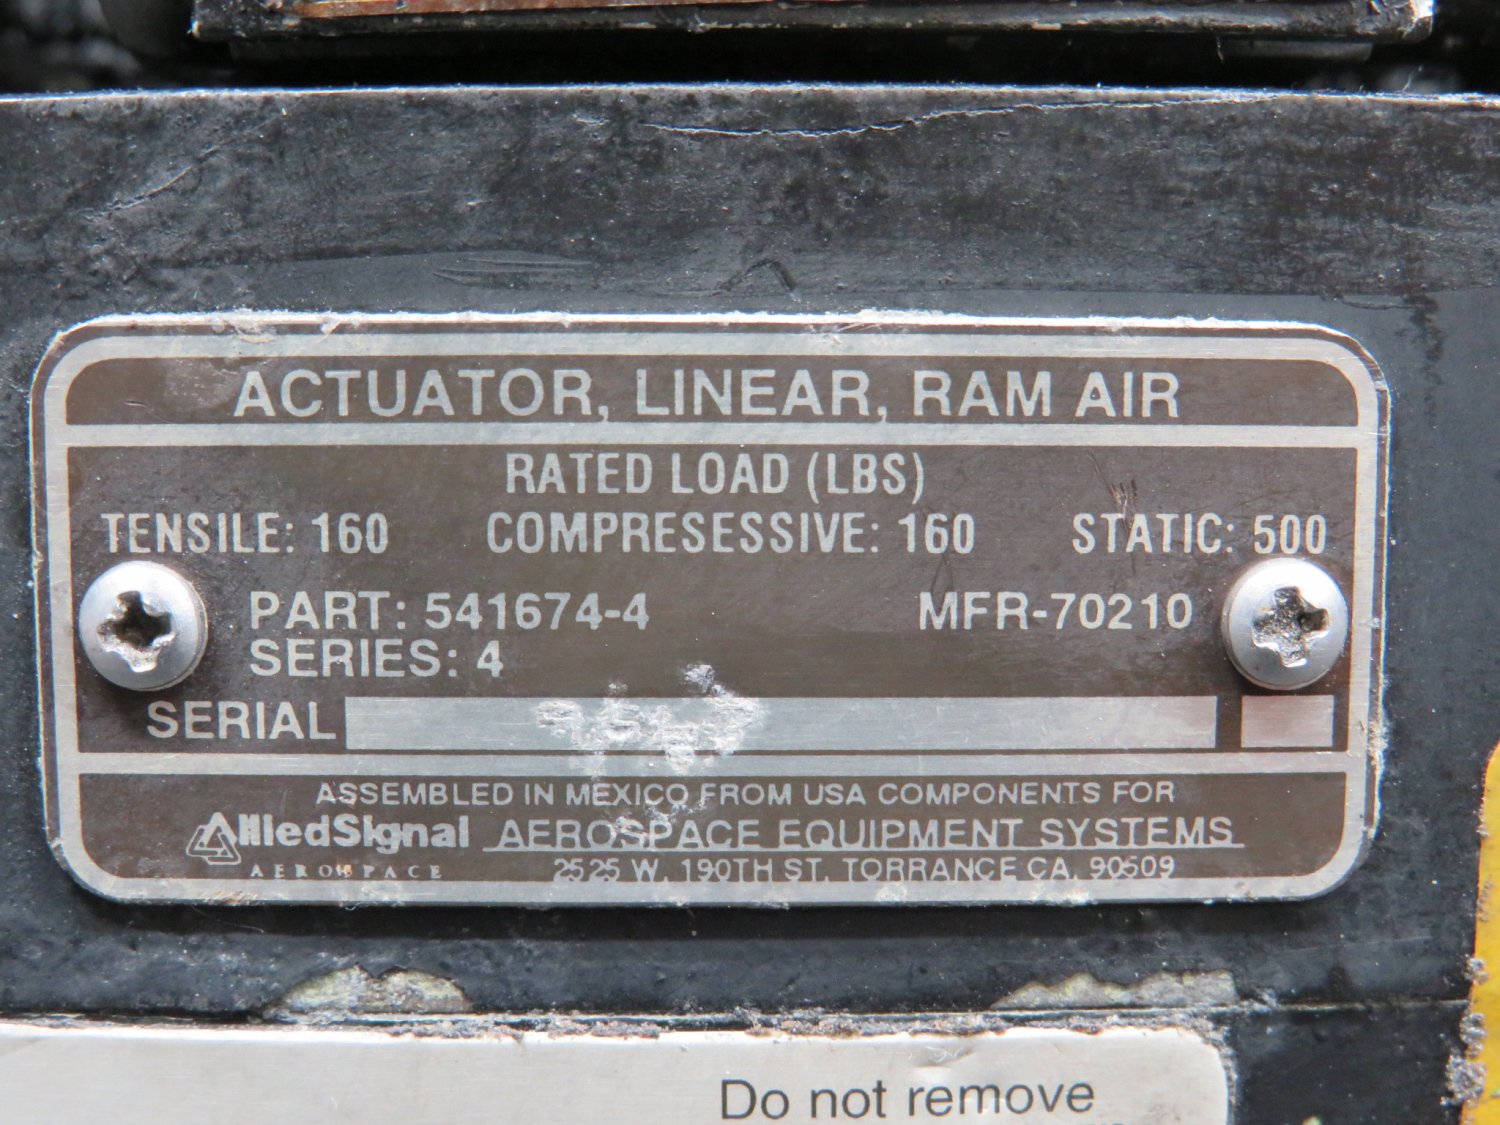 ACTUATOR, LINEAR, RAM AIR
RATED LOAD (LBS)
TENSILE: 160 COMPRESESSIVE: 160 STATIC: 500
PART: 541674-4 MFR-70210
SERIES: 4
SERIAL
ASSEMBLED IN MEXICO FROM USA COMPONENTS FOR
AlliedSignal AEROSPACE EQUIPMENT SYSTEMS
AEROSPACE 2525 W. 190TH ST. TORRANCE CA. 90509
Do not remove